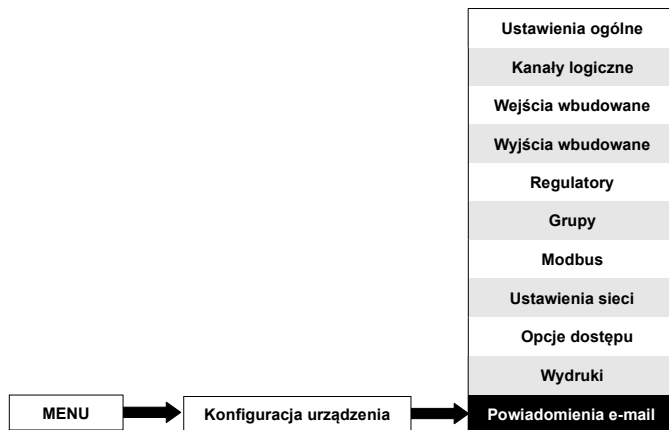 Ustawienia ogólne
Kanały logiczne
Wejścia wbudowane
Wyjścia wbudowane
Regulatory
Grupy
Modbus
Ustawienia sieci
Opcje dostępu
Wydruki
MENU Konfiguracja urządzenia Powiadomienia e-mail